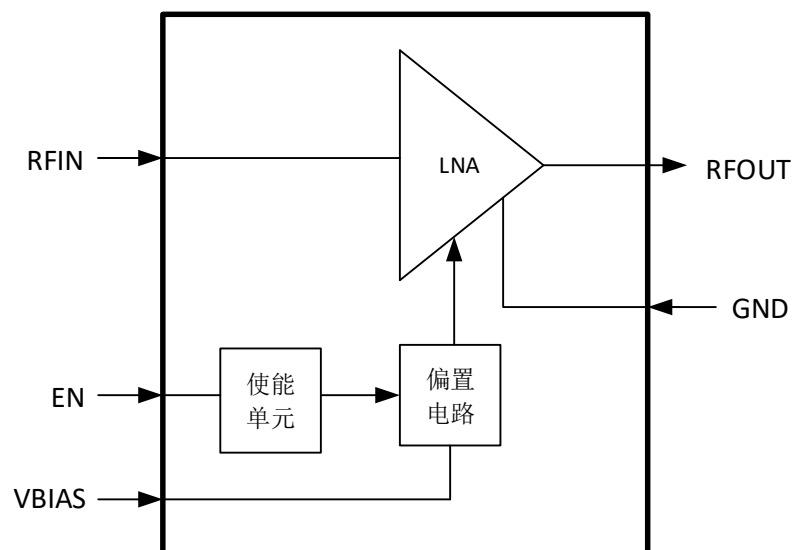 RFIN
LNA
RFOUT
GND
EN
使能
单元
偏置
电路
VBIAS